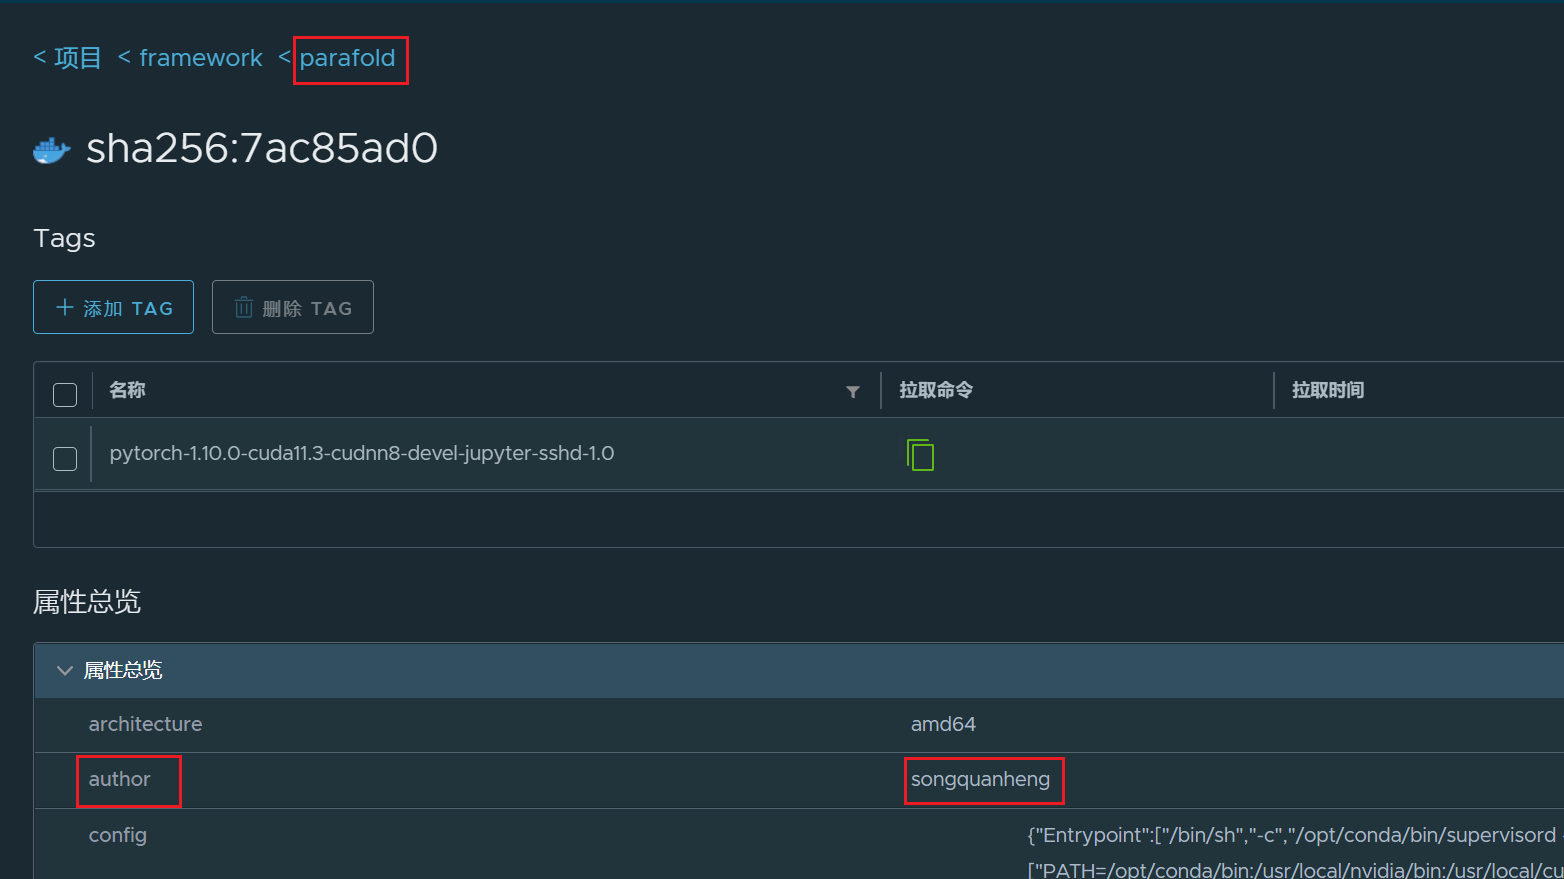 < 项目 < framework < parafold
sha256:7ac85ad0
Tags
+ 添加 TAG 删除 TAG
名称 拉取命令 拉取时间
pytorch-1.10.0-cuda11.3-cudnn8-devel-jupyter-sshd-1.0
属性总览
属性总览
architecture amd64
author songquanheng
config {"Entrypoint":["/bin/sh","-c","/opt/conda/bin/supervisord
["PATH=/opt/conda/bin:/usr/local/nvidia/bin:/usr/local/cu